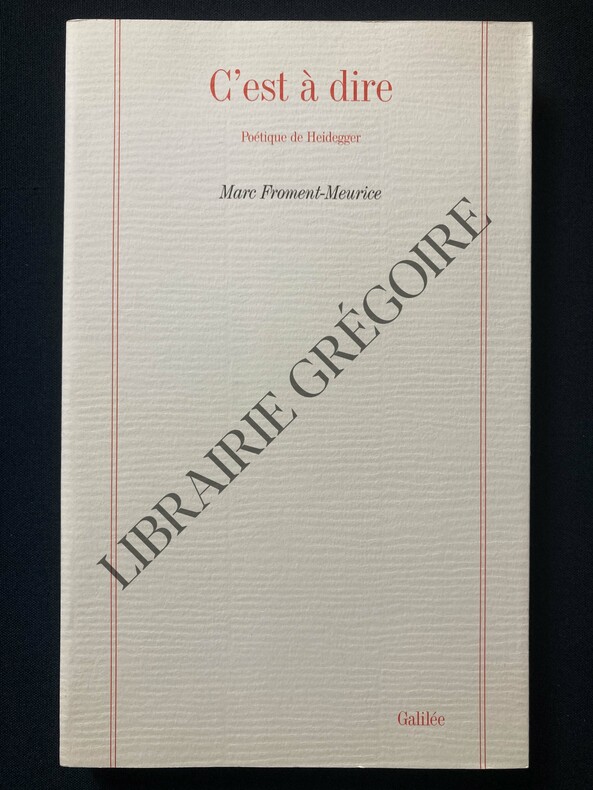 C'est à dire
Poétique de Heidegger
Marc Froment-Meurice
LIBRAIRIE GRÉGOIRE
Galilée